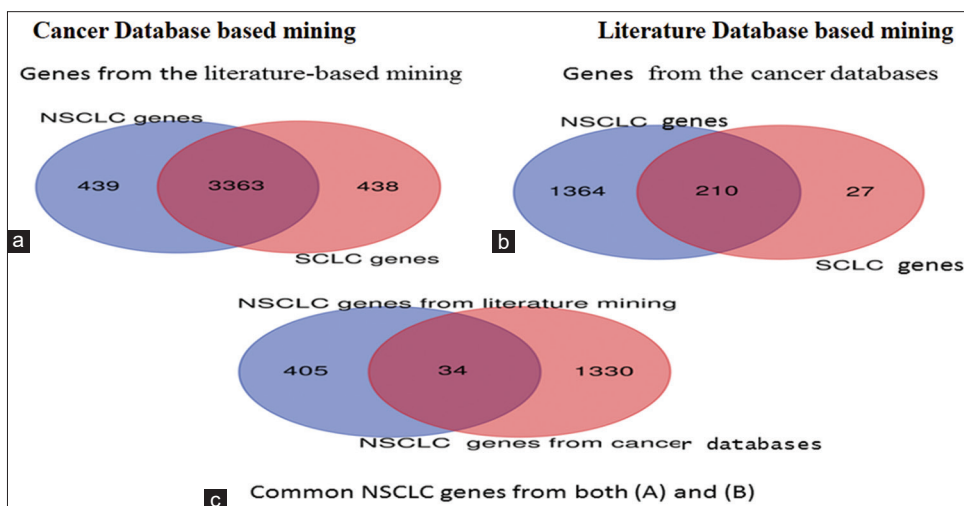 Cancer Database based mining
Literature Database based mining
Genes from the literature-based mining
Genes from the cancer databases
NSCLC genes
439
3363
438
SCLC genes
a
NSCLC genes
1364
210
27
SCLC genes
b
NSCLC genes from literature mining
405
34
1330
NSCLC genes from cancer databases
c
Common NSCLC genes from both (A) and (B)